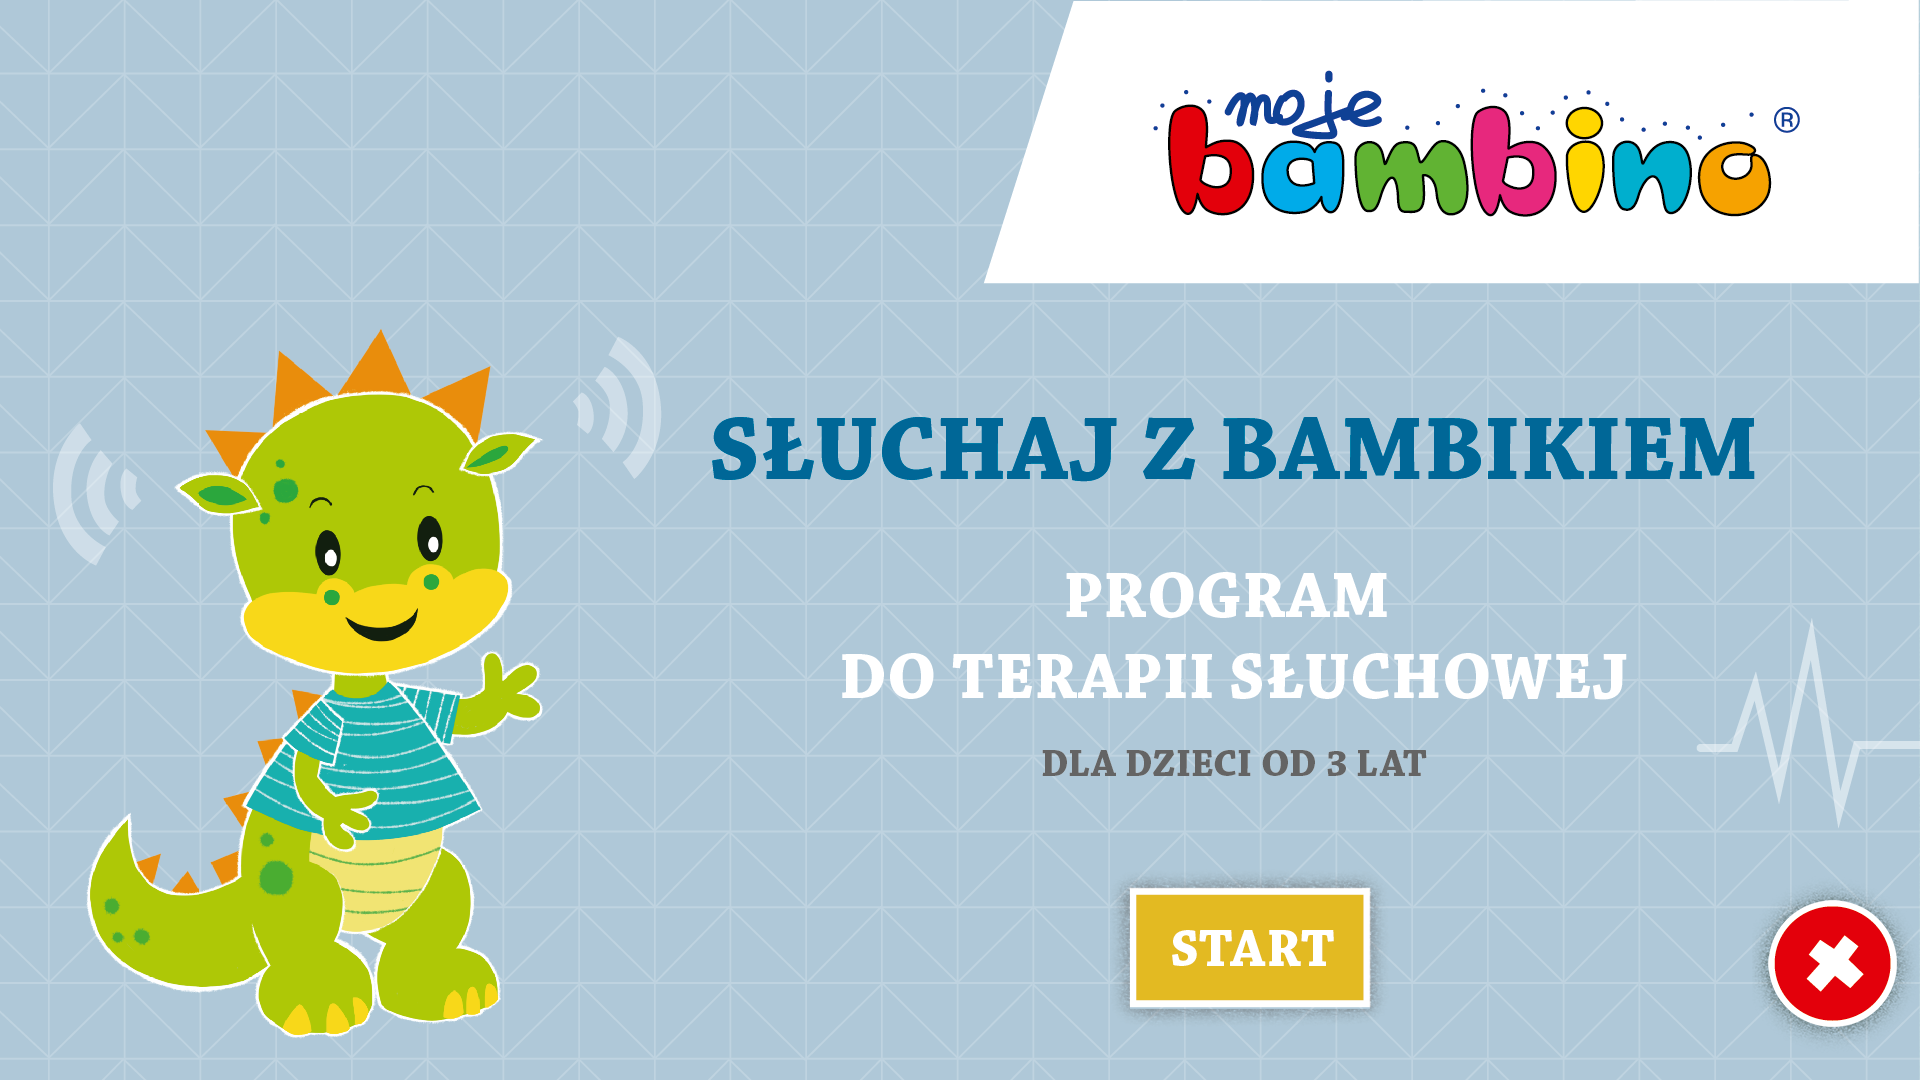 moje
bambino®
SŁUCHAJ Z BAMBIKIEM
PROGRAM
DO TERAPII SŁUCHOWEJ
DLA DZIECI OD 3 LAT
START